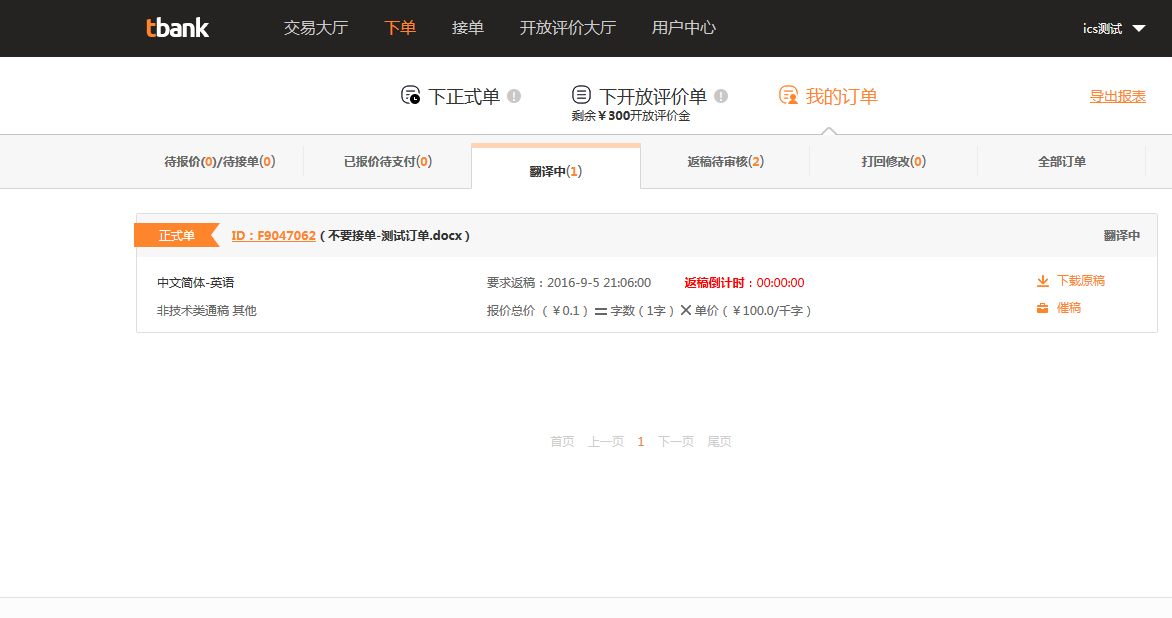 tbank 交易大厅 下单 接单 开放评价大厅 用户中心 ics测试
下正式单 下开放评价单 我的订单 导出报表
剩余￥300开放评价金
待报价(0)/待接单(0) 已报价待支付(0) 翻译中(1) 返稿待审核(2) 打回修改(0) 全部订单
正式单 ID：F9047062 ( 不要接单-测试订单.docx ) 翻译中
中文简体-英语 要求返稿：2016-9-5 21:06:00 返稿倒计时：00:00:00 下载原稿
非技术类通稿 其他 报价总价 （￥0.1） = 字数 ( 1字 ) × 单价（￥100.0/千字） 催稿
首页 上一页 1 下一页 尾页